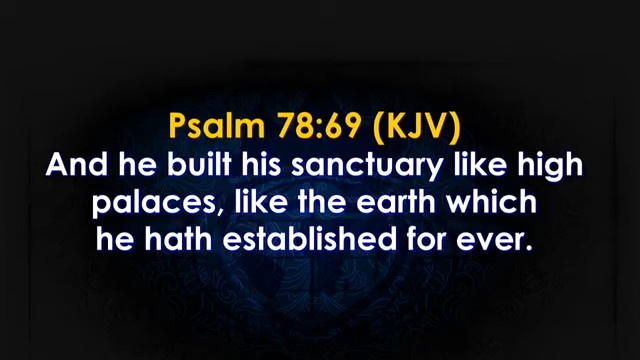 Psalm 78:69 (KJV)
And he built his sanctuary like high
palaces, like the earth which
he hath established for ever.